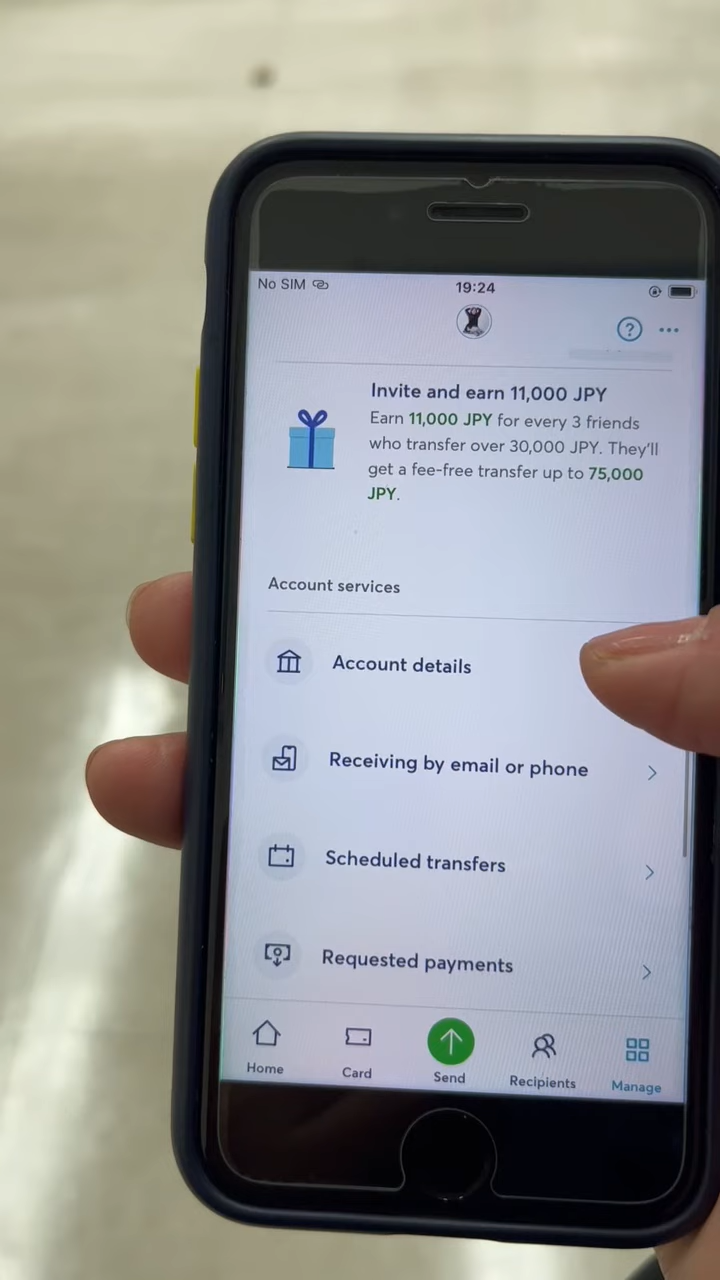 No SIM
19:24
Invite and earn 11,000 JPY
Earn 11,000 JPY for every 3 friends
who transfer over 30,000 JPY. They'll
get a fee-free transfer up to 75,000
JPY.
Account services
Account details
Receiving by email or phone
Scheduled transfers
Requested payments
Home
Card
Send
Recipients
Manage